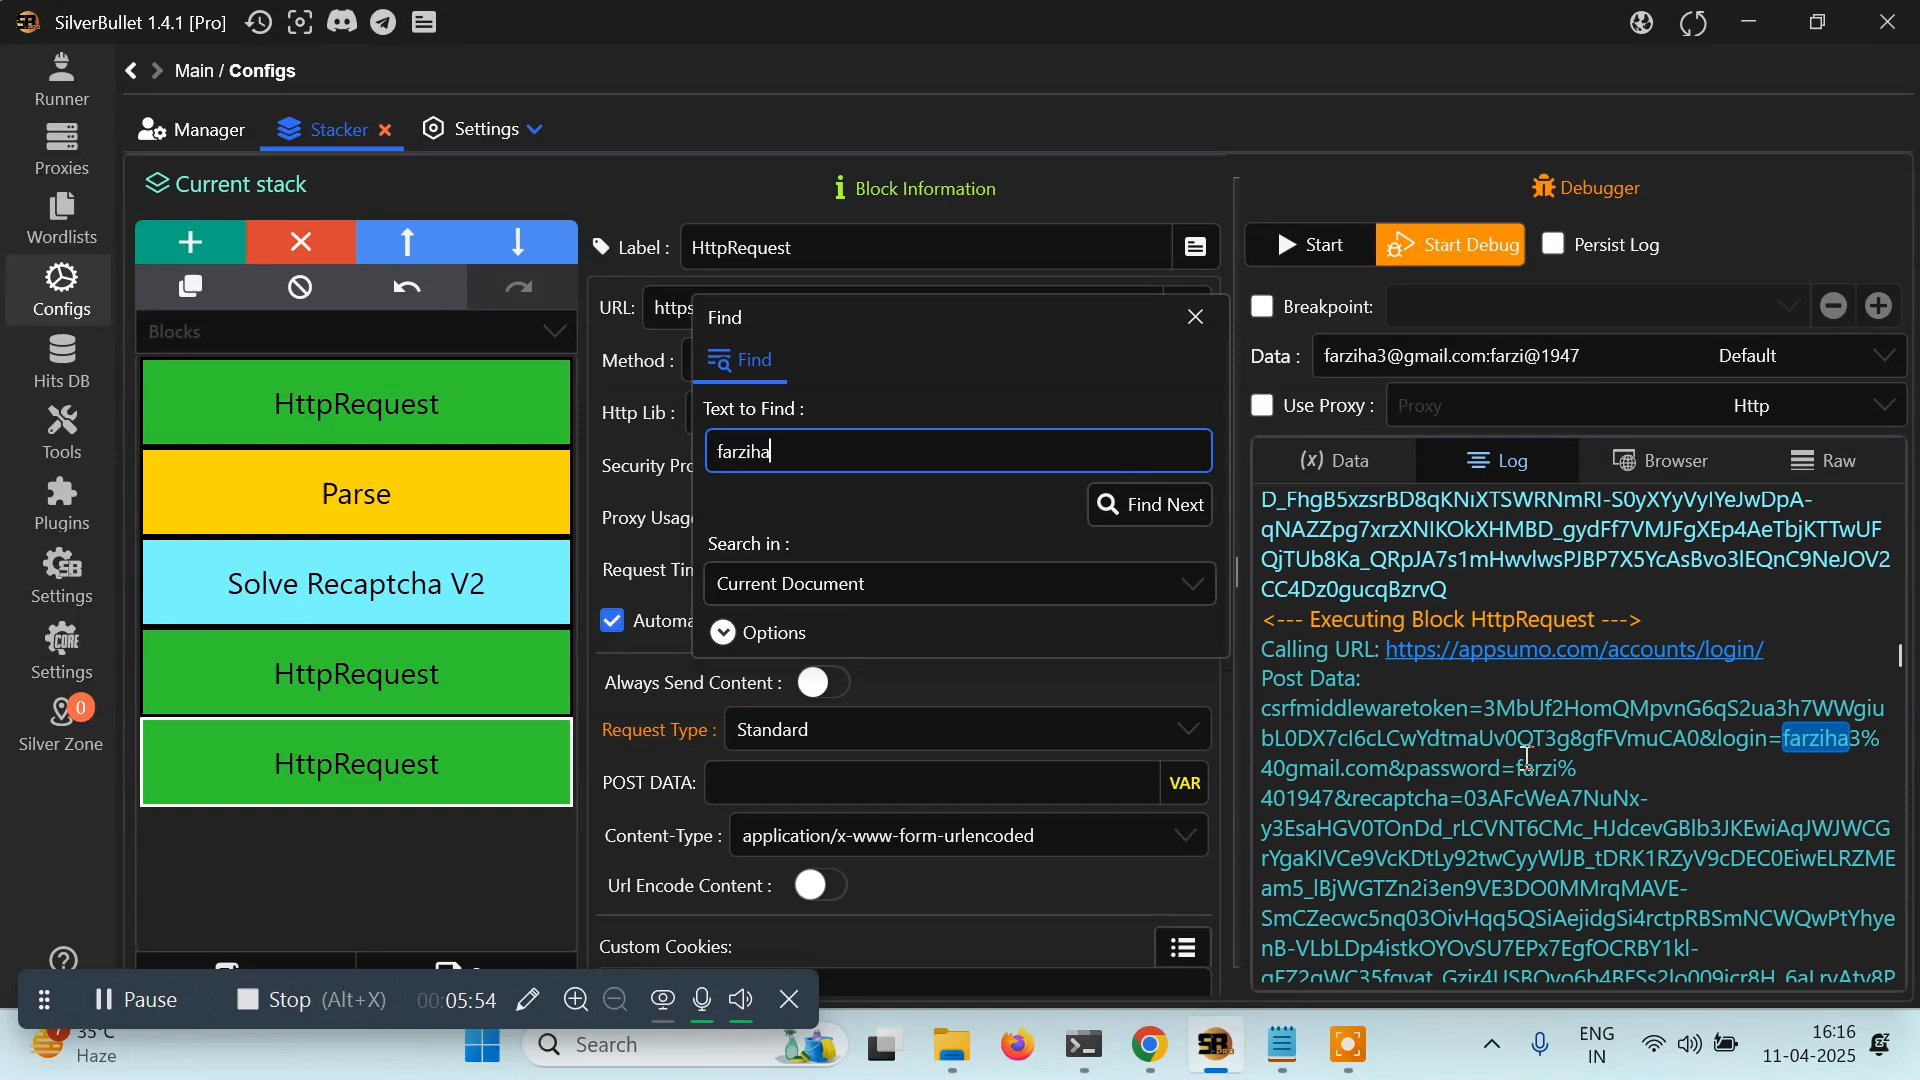 SilverBullet 1.4.1 [Pro]
Main / Configs
Runner
Proxies
Wordlists
Configs
Hits DB
Tools
Plugins
Settings
Settings
0
Silver Zone
Manager
Stacker
Settings
Current stack
Blocks
HttpRequest
Parse
Solve Recaptcha V2
HttpRequest
HttpRequest
Block Information
Label :
HttpRequest
URL:
https
Method :
Http Lib :
Security Pro
Proxy Usag
Request Tin
Automa
Find
Find
Text to Find :
farziha
Find Next
Search in :
Current Document
Options
Always Send Content :
Request Type :
Standard
POST DATA:
VAR
Content-Type :
application/x-www-form-urlencoded
Url Encode Content :
Custom Cookies:
Debugger
Start
Start Debug
Persist Log
Breakpoint:
Data :
farziha3@gmail.com:farzi@1947
Default
Use Proxy :
Proxy
Http
(x) Data
Log
Browser
Raw
D_FhgB5xzsrBD8qKNiXTSWRNmRI-S0yXYyVyIYeJwDpA-
qNAZZpg7xrzXNIKOkXHMBD_gydFf7VMJFgXEp4AeTbjKTTwUF
QjTUb8Ka_QRpJA7s1mHwvlwsPJBP7X5YcAsBvo3lEQnC9NeJOV2
CC4Dz0gucqBzrvQ
<--- Executing Block HttpRequest --->
Calling URL: https://appsumo.com/accounts/login/
Post Data:
csrfmiddlewaretoken=3MbUf2HomQMpvnG6qS2ua3h7WWgiu
bL0DX7cI6cLCwYdtmaUv0QT3g8gfFVmuCA0&login=farziha3%
40gmail.com&password=farzi%
401947&recaptcha=03AFcWeA7NuNx-
y3EsaHGV0TOnDd_rLCVNT6CMc_HJdcevGBlb3JKEwiAqJWJWCG
rYgaKIVCe9VcKDtLy92twCyyWlJB_tDRK1RZyV9cDEC0EiwELRZME
am5_lBjWGTZn2i3en9VE3DO0MMrqMAVE-
SmCZecwc5nq03OivHqq5QSiAejidgSi4rctpRBSmNCWQwPtYhye
nB-VLbLDp4istkOYOvSU7EPx7EgfOCRBY1kl-
Pause
Stop (Alt+X)
00:05:54
7
35°C
Haze
Search
ENG
IN
16:16
11-04-2025